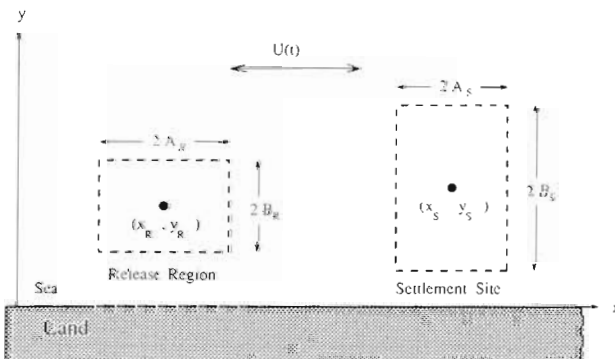 y
U(t)
2 A_S
2 A_R
2 B_R
2 B_S
(x_R , y_R )
(x_S y_S )
Release Region
Sea
Settlement Site
Land